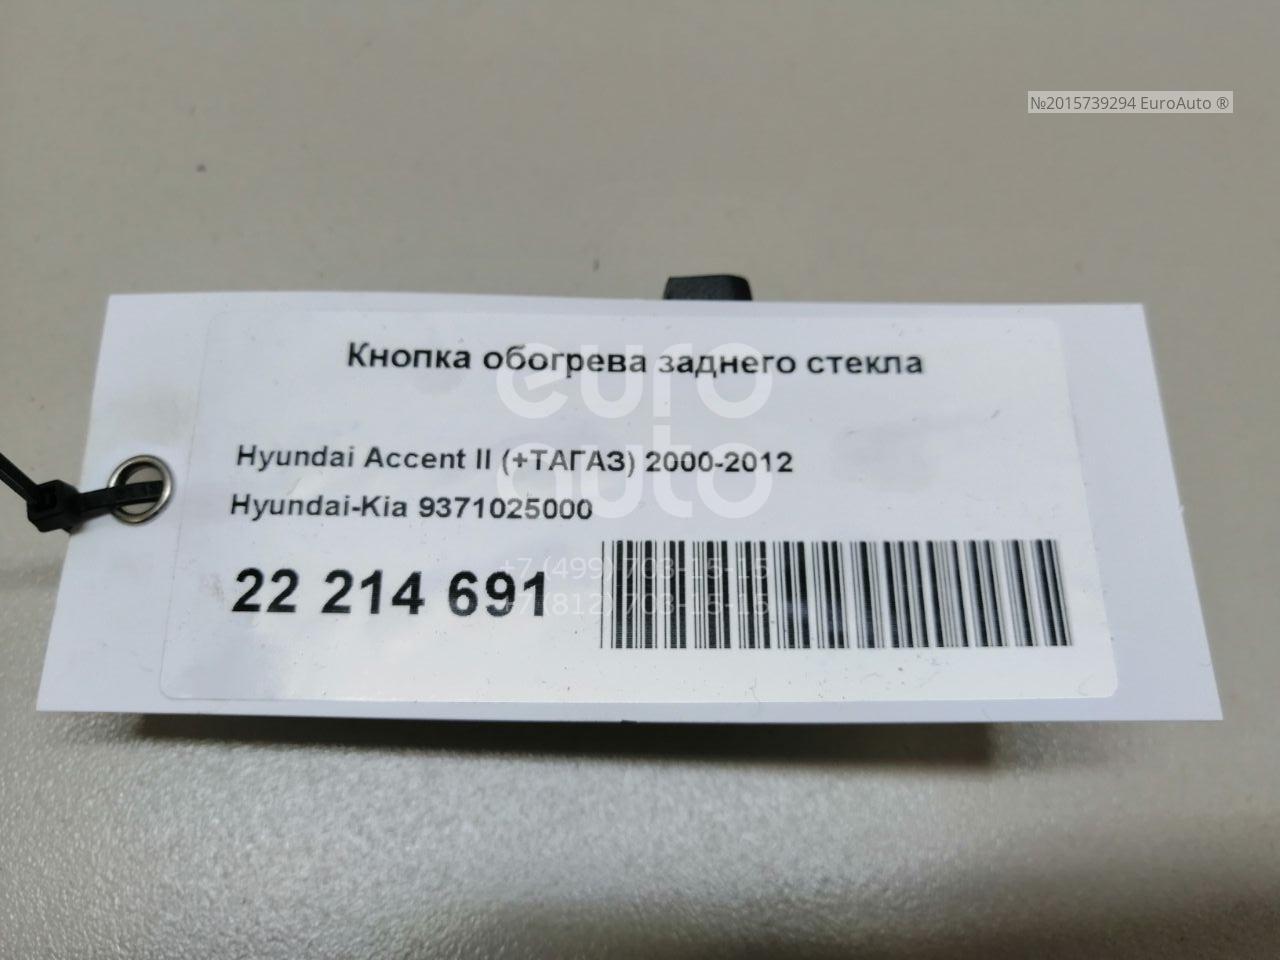 №2015739294 EuroAuto ®
Кнопка обогрева заднего стекла
euro
auto
Hyundai Accent II (+ТАГАЗ) 2000-2012
Hyundai-Kia 9371025000
22 214 691
+7 (499) 703-15-15
+7 (812) 703-15-15